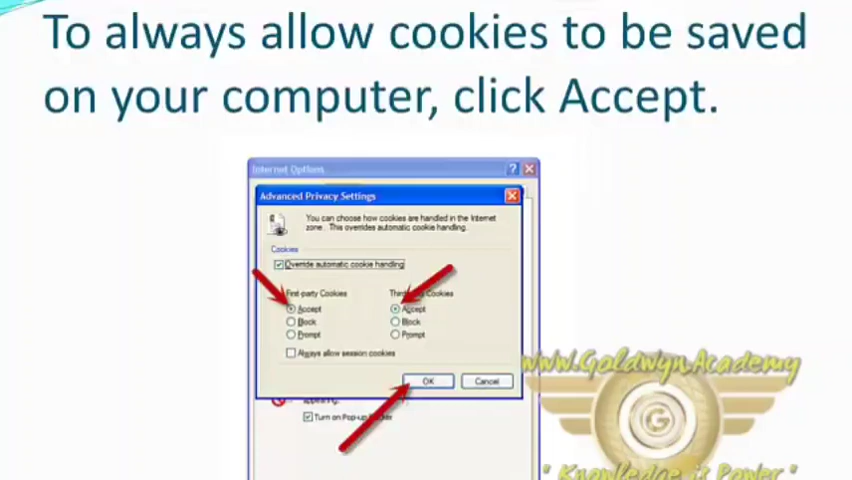 To always allow cookies to be saved
on your computer, click Accept.
Internet Options
Advanced Privacy Settings
You can choose how cookies are handled in the Internet
zone. This overrides automatic cookie handling.
Cookies
Override automatic cookie handling
First-party Cookies Cookies
Accept Accept
Block Block
Prompt Prompt
Always allow session cookies
OK Cancel
Turn on Pop-up
www.GoldwynAcademy
G
" Knowledge is Power "